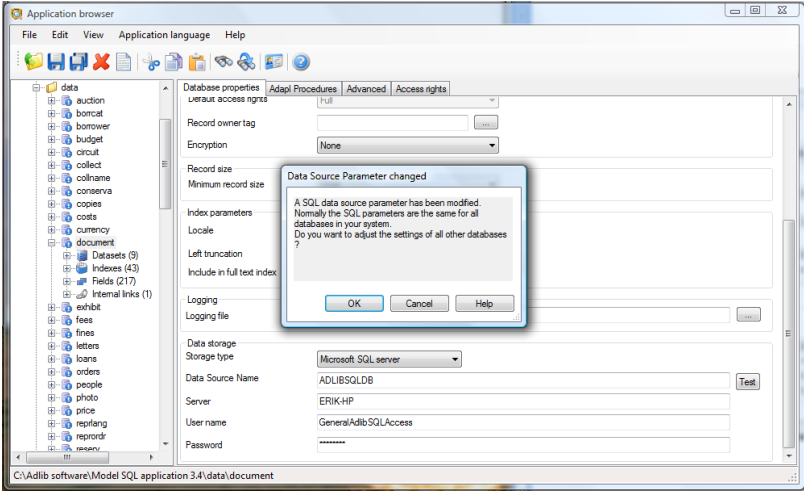 Application browser
File Edit View Application language Help
Database properties Adapl Procedures Advanced Access rights
data
auction
borrcat
borrower
budget
circuit
collect
collname
conserva
copies
costs
currency
document
Datasets (9)
Indexes (43)
Fields (217)
Internal links (1)
exhibit
fees
fines
letters
loans
orders
people
photo
price
reprlang
reprordr
reserv
Default access rights Full
Record owner tag ...
Encryption None
Record size
Minimum record size
Index parameters
Locale
Left truncation
Include in full text index
Logging
Logging file ...
Data storage
Storage type Microsoft SQL server
Data Source Name ADLIBSQLDB Test
Server ERIK-HP
User name GeneralAdlibSQLAccess
Password ********
Data Source Parameter changed
A SQL data source parameter has been modified.
Normally the SQL parameters are the same for all
databases in your system.
Do you want to adjust the settings of all other databases
?
OK Cancel Help
C:\Adlib software\Model SQL application 3.4\data\document